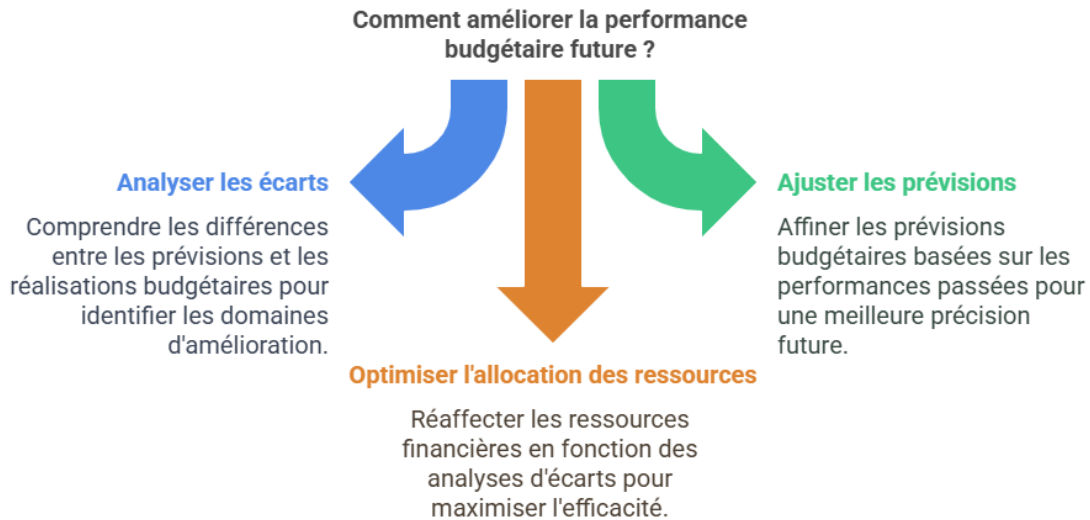 Comment améliorer la performance
budgétaire future ?
Analyser les écarts
Comprendre les différences
entre les prévisions et les
réalisations budgétaires pour
identifier les domaines
d'amélioration.
Optimiser l'allocation des ressources
Réaffecter les ressources
financières en fonction des
analyses d'écarts pour
maximiser l'efficacité.
Ajuster les prévisions
Affiner les prévisions
budgétaires basées sur les
performances passées pour
une meilleure précision
future.